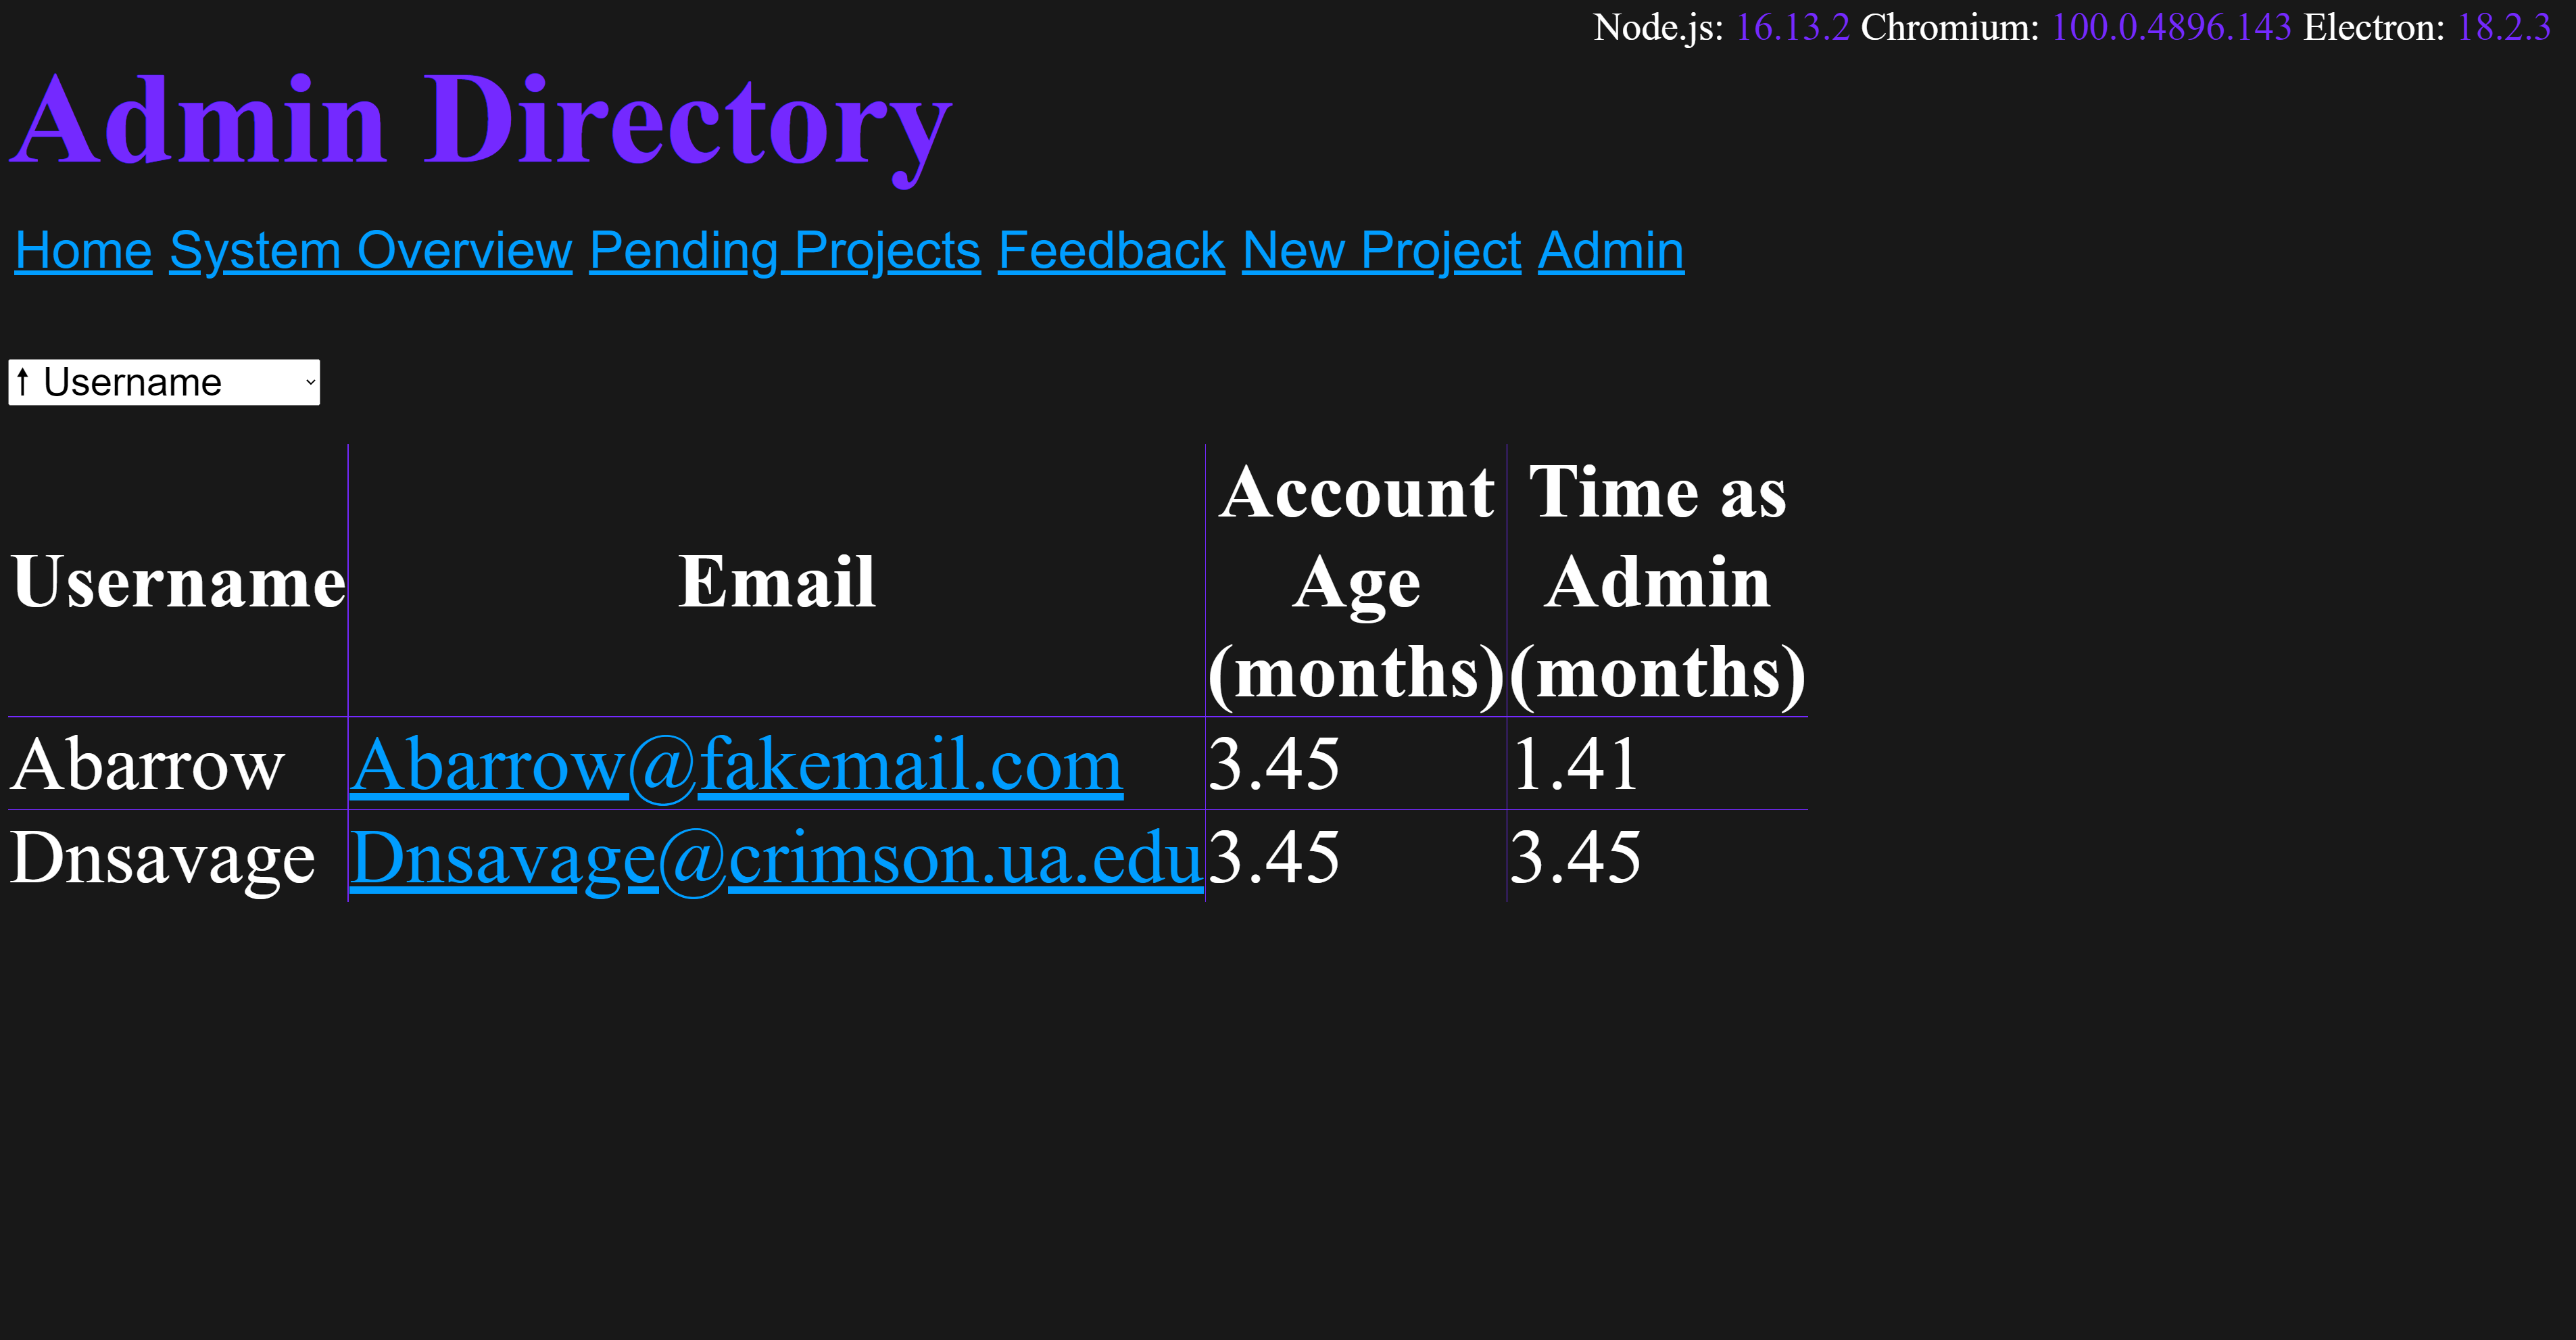 Node.js: 16.13.2 Chromium: 100.0.4896.143 Electron: 18.2.3
Admin Directory
Home System Overview Pending Projects Feedback New Project Admin
↑ Username
Username Email Account Age (months) Time as Admin (months)
Abarrow Abarrow@fakemail.com 3.45 1.41
Dnsavage Dnsavage@crimson.ua.edu 3.45 3.45